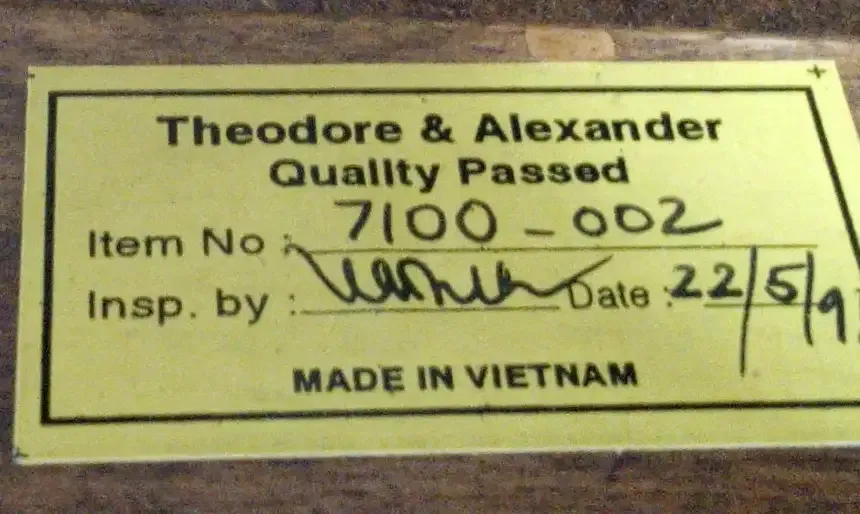 Theodore & Alexander
Quality Passed
Item No : 7100-002
Insp. by : Date : 22/5/9
MADE IN VIETNAM